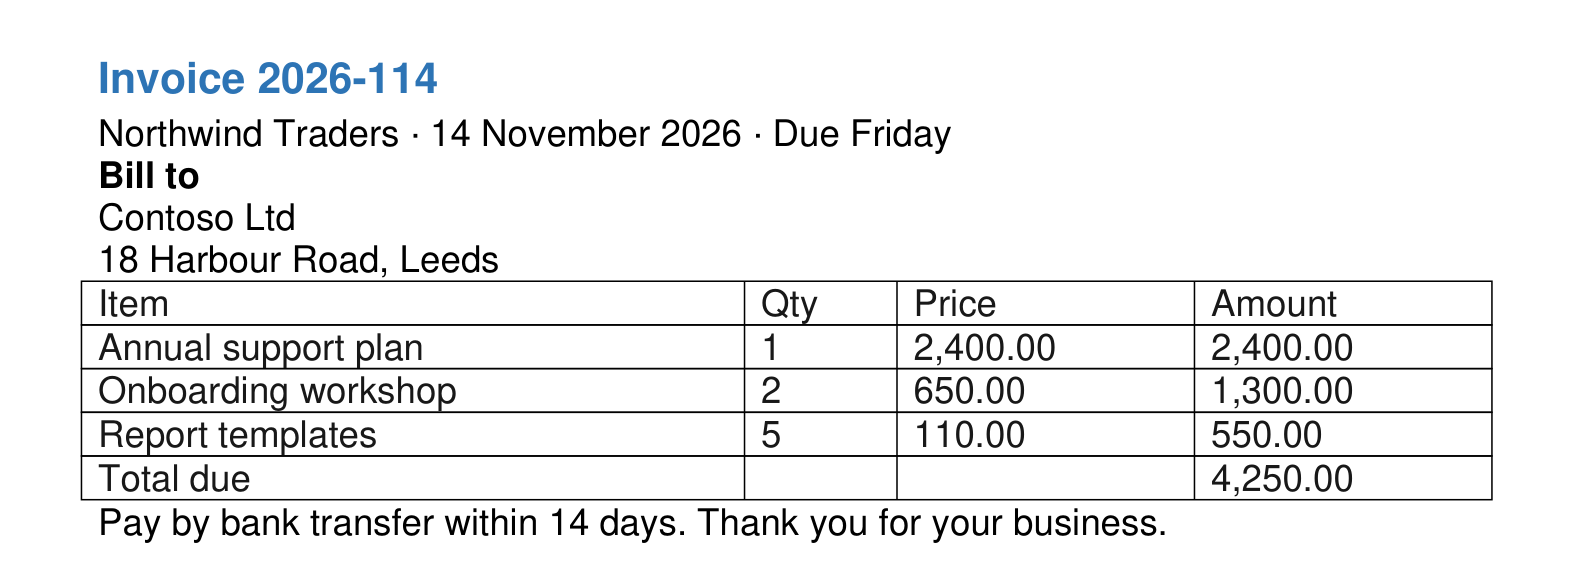 Invoice 2026-114
Northwind Traders · 14 November 2026 · Due Friday
Bill to
Contoso Ltd
18 Harbour Road, Leeds
Item Qty Price Amount
Annual support plan 1 2,400.00 2,400.00
Onboarding workshop 2 650.00 1,300.00
Report templates 5 110.00 550.00
Total due 4,250.00
Pay by bank transfer within 14 days. Thank you for your business.